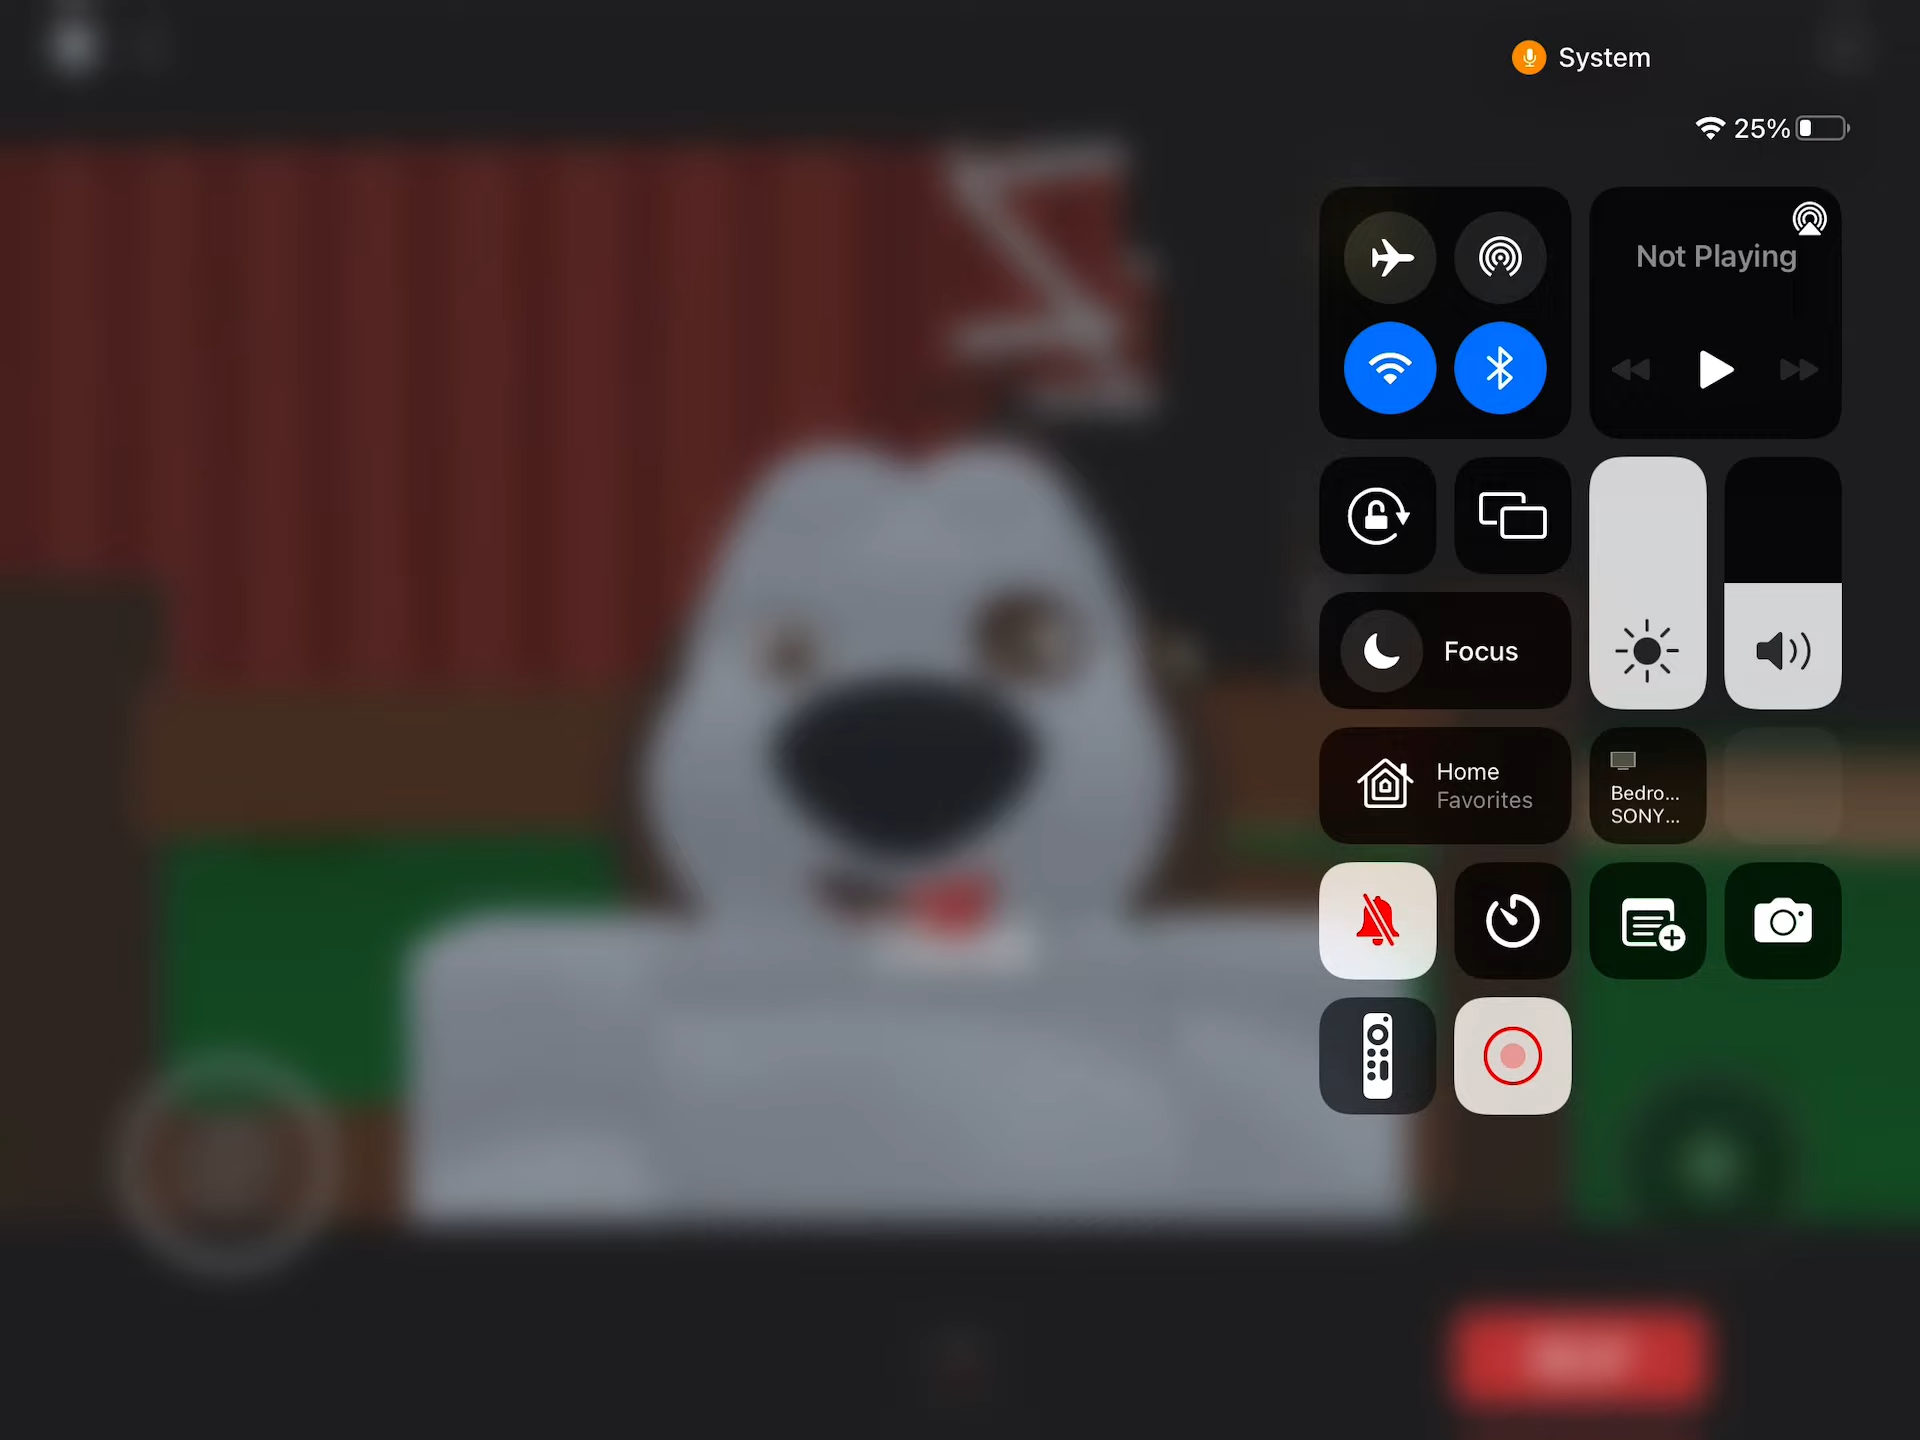 System
25%
Not Playing
Focus
Home
Favorites
Bedro...
SONY...